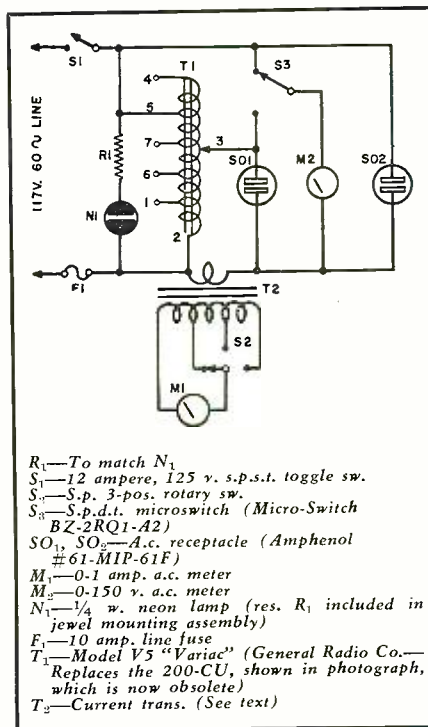 S1
T1
4
S3
5
117V. 60 ∿ LINE
R1
7
3
SO1
M2
SO2
6
N1
1
2
F1
T2
S2
M1
R₁—To match N₁
S₁—12 ampere, 125 v. s.p.s.t. toggle sw.
S₂—S.p. 3-pos. rotary sw.
S₃—S.p.d.t. microswitch (Micro-Switch
BZ-2RQ1-A2)
SO₁, SO₂—A.c. receptacle (Amphenol
#61-MIP-61F)
M₁—0-1 amp. a.c. meter
M₂—0-150 v. a.c. meter
N₁—¼ w. neon lamp (res. R₁ included in
jewel mounting assembly)
F₁—10 amp. line fuse
T₁—Model V5 "Variac" (General Radio Co.—
Replaces the 200-CU, shown in photograph,
which is now obsolete)
T₂—Current trans. (See text)